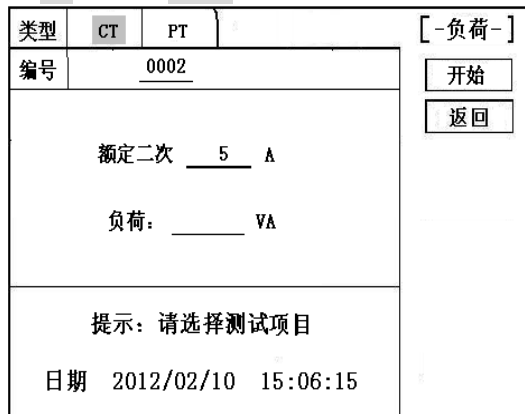 类型 CT PT [-负荷-]
编号 0002 开始
返回
额定二次 5 A
负荷: VA
提示: 请选择测试项目
日期 2012/02/10 15:06:15